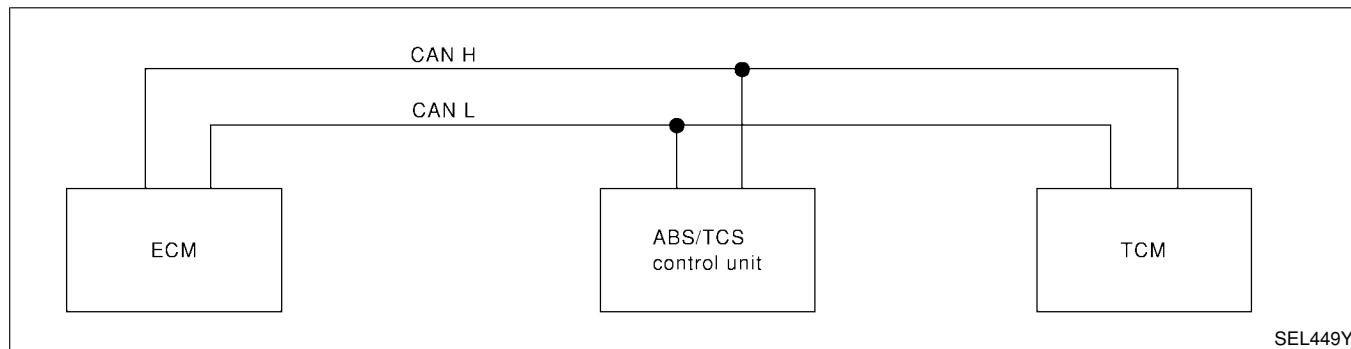 CAN H
CAN L
ECM
ABS/TCS
control unit
TCM
SEL449Y